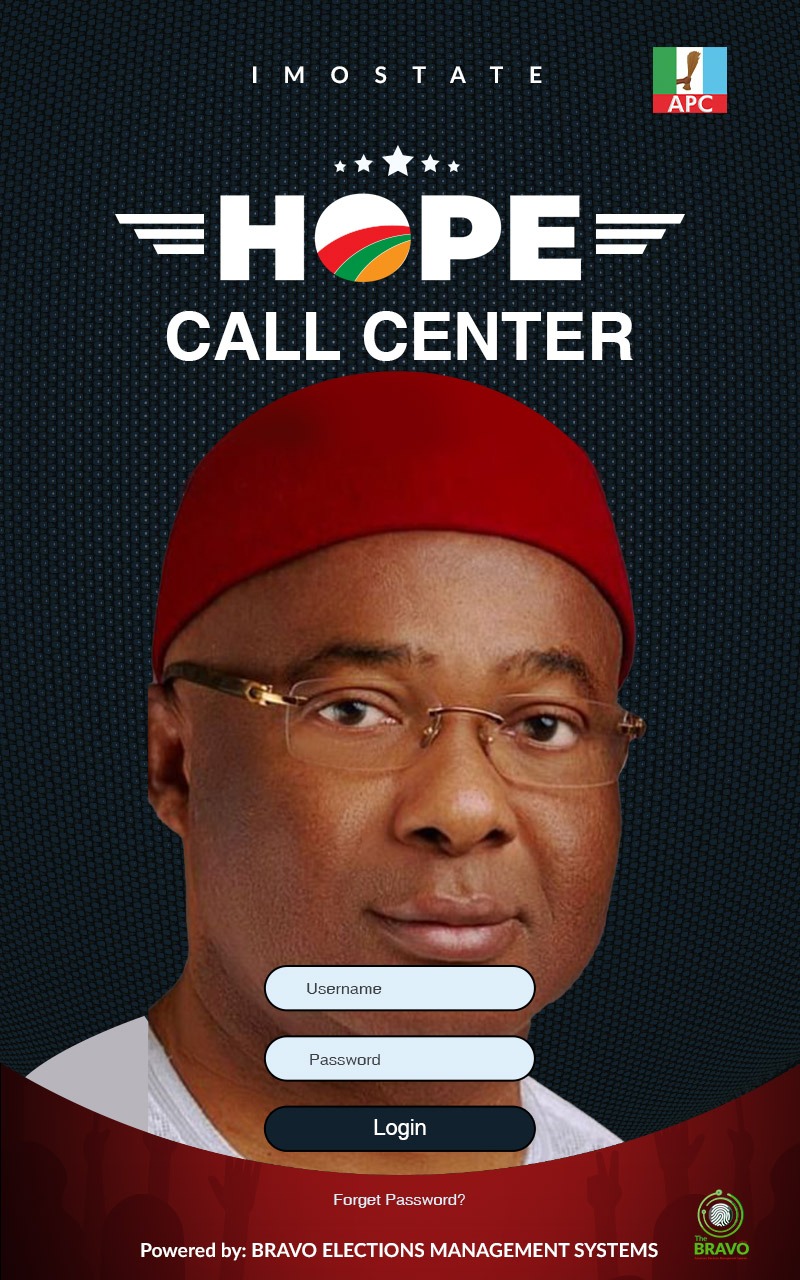 IMOSTATE
APC
HOPE
CALL CENTER
Username
Password
Login
Forget Password?
Powered by: BRAVO ELECTIONS MANAGEMENT SYSTEMS
The
BRAVO